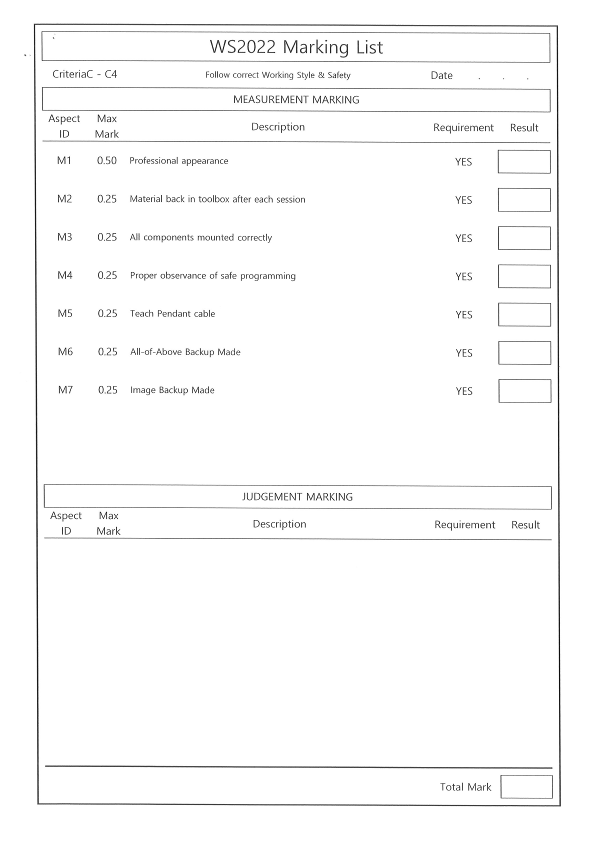 WS2022 Marking List
CriteriaC - C4 Follow correct Working Style & Safety Date . . .
MEASUREMENT MARKING
Aspect ID Max Mark Description Requirement Result
M1 0.50 Professional appearance YES
M2 0.25 Material back in toolbox after each session YES
M3 0.25 All components mounted correctly YES
M4 0.25 Proper observance of safe programming YES
M5 0.25 Teach Pendant cable YES
M6 0.25 All-of-Above Backup Made YES
M7 0.25 Image Backup Made YES
JUDGEMENT MARKING
Aspect ID Max Mark Description Requirement Result
Total Mark